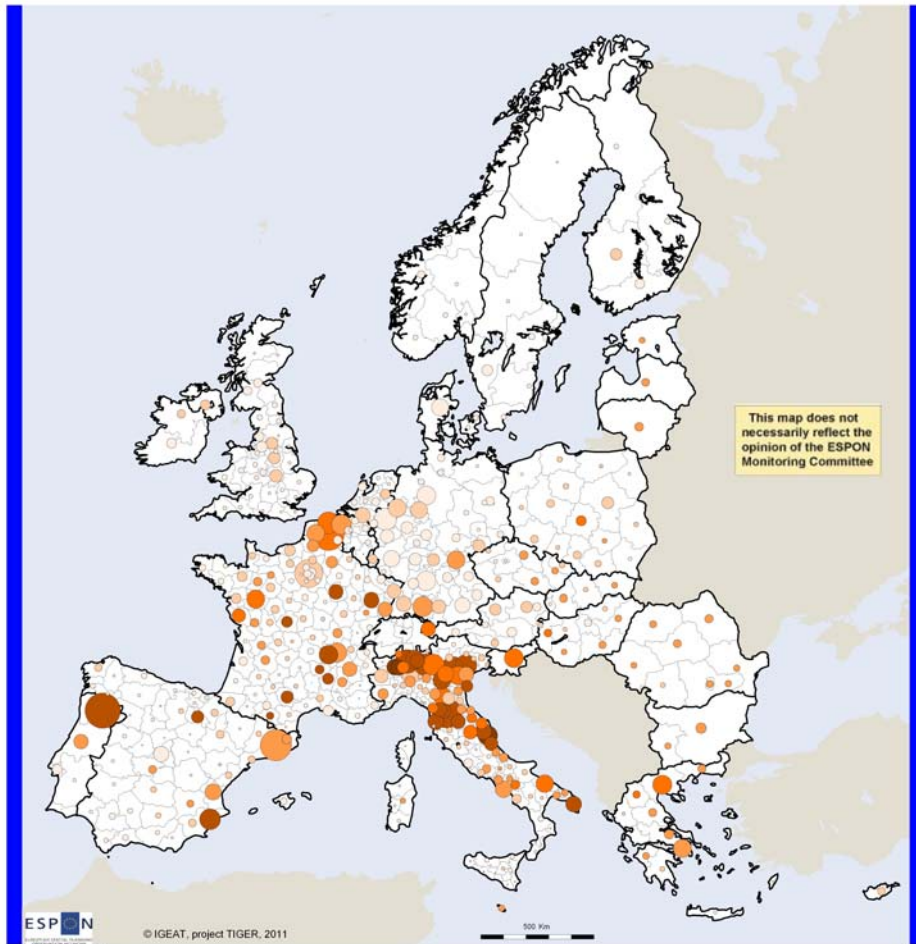 This map does not
necessarily reflect the
opinion of the ESPON
Monitoring Committee
ESPON
© IGEAT, project TIGER, 2011
500 Km